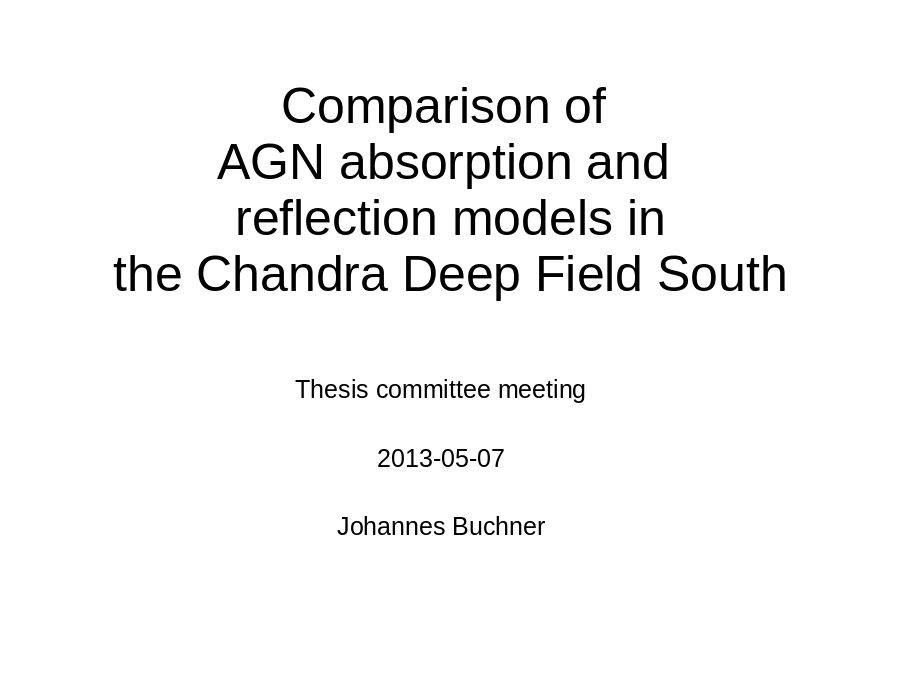 Comparison of
AGN absorption and
reflection models in
the Chandra Deep Field South
Thesis committee meeting
2013-05-07
Johannes Buchner